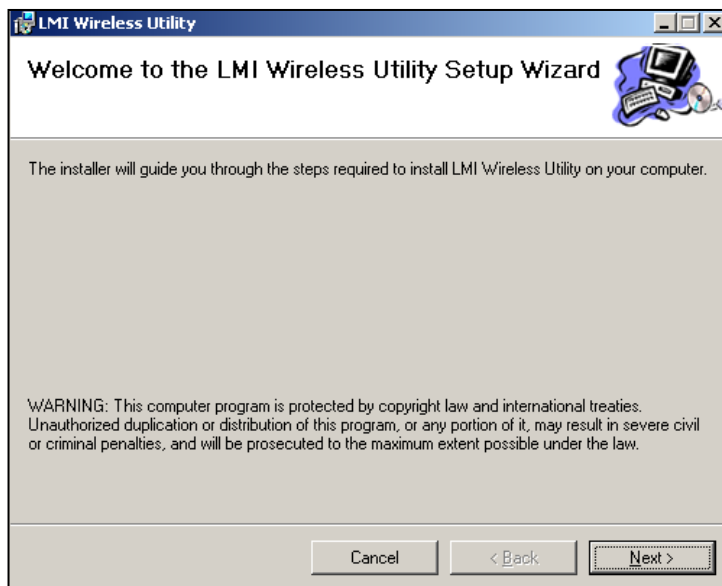 LMI Wireless Utility
Welcome to the LMI Wireless Utility Setup Wizard
The installer will guide you through the steps required to install LMI Wireless Utility on your computer.
WARNING: This computer program is protected by copyright law and international treaties.
Unauthorized duplication or distribution of this program, or any portion of it, may result in severe civil
or criminal penalties, and will be prosecuted to the maximum extent possible under the law.
Cancel
< Back
Next >